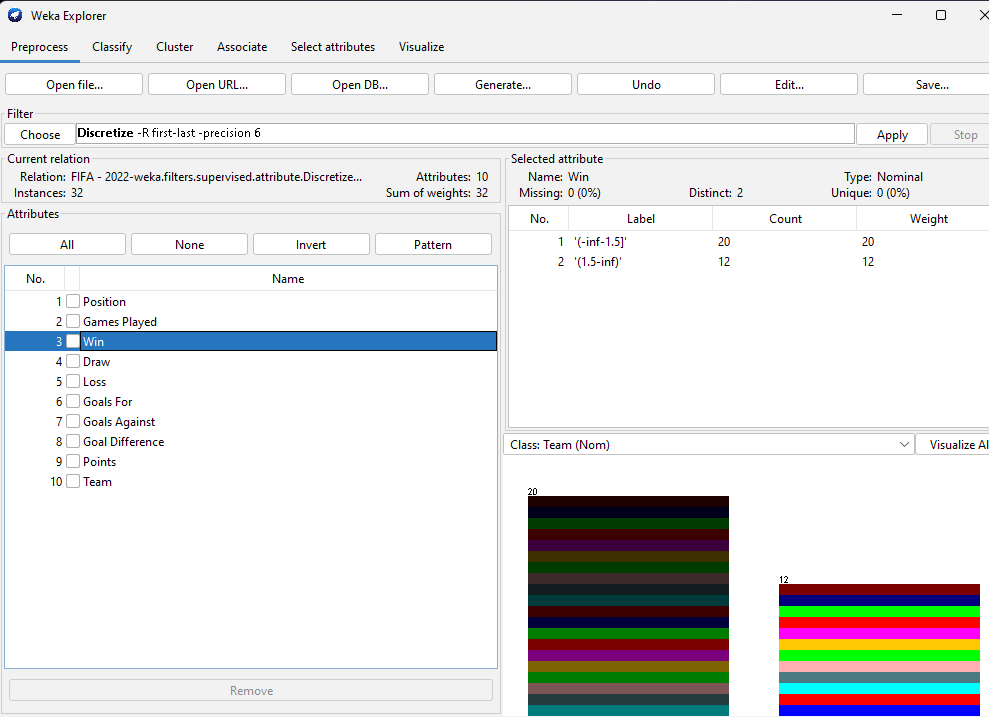 Weka Explorer
Preprocess Classify Cluster Associate Select attributes Visualize
Open file... Open URL... Open DB... Generate... Undo Edit... Save...
Filter
Choose Discretize -R first-last -precision 6 Apply Stop
Current relation
Relation: FIFA - 2022-weka.filters.supervised.attribute.Discretize... Attributes: 10
Instances: 32 Sum of weights: 32
Attributes
All None Invert Pattern
No. Name
1 Position
2 Games Played
3 Win
4 Draw
5 Loss
6 Goals For
7 Goals Against
8 Goal Difference
9 Points
10 Team
Remove
Selected attribute
Name: Win Type: Nominal
Missing: 0 (0%) Distinct: 2 Unique: 0 (0%)
No. Label Count Weight
1 '(-inf-1.5]' 20 20
2 '(1.5-inf)' 12 12
Class: Team (Nom) Visualize Al
20
12